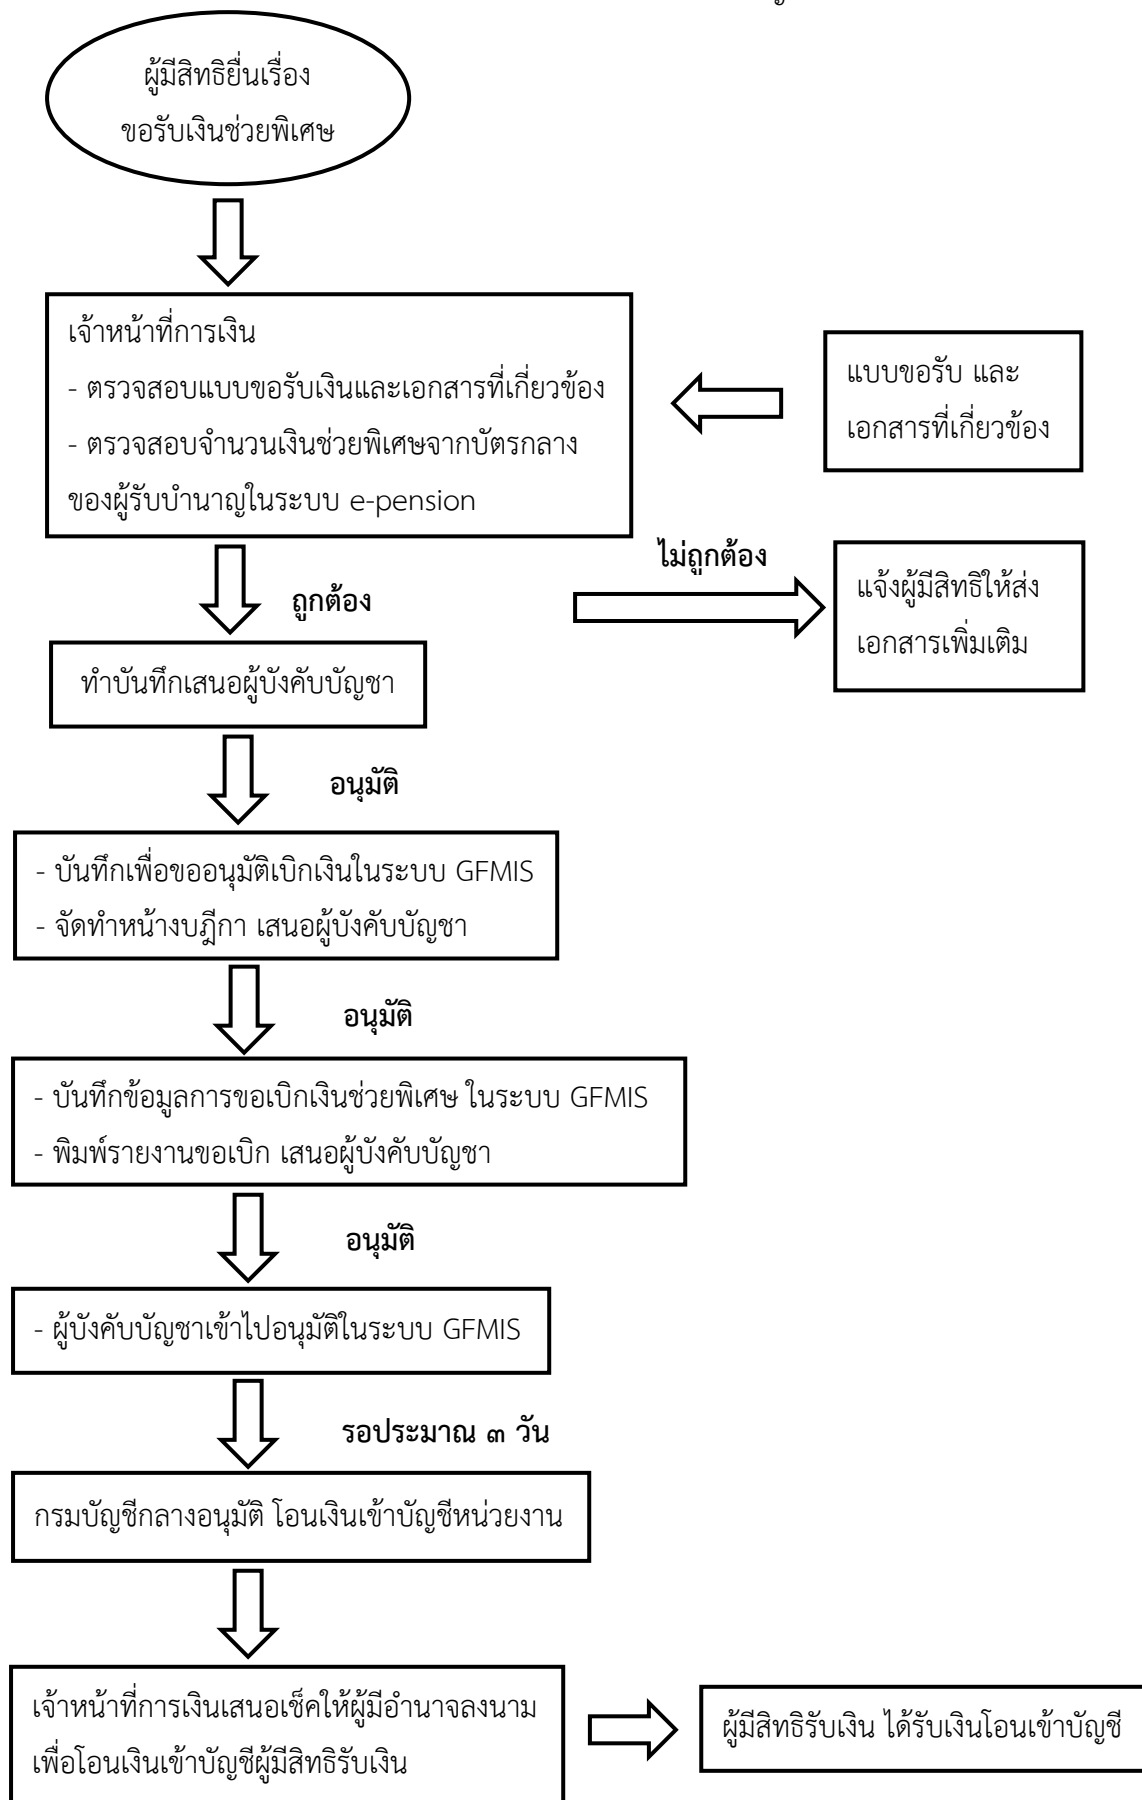 ผู้มีสิทธิยื่นเรื่อง
ขอรับเงินช่วยพิเศษ
เจ้าหน้าที่การเงิน
- ตรวจสอบแบบขอรับเงินและเอกสารที่เกี่ยวข้อง
- ตรวจสอบจำนวนเงินช่วยพิเศษจากบัตรกลาง
ของผู้รับบำนาญในระบบ e-pension
แบบขอรับ และ
เอกสารที่เกี่ยวข้อง
ถูกต้อง
ไม่ถูกต้อง
แจ้งผู้มีสิทธิให้ส่ง
เอกสารเพิ่มเติม
ทำบันทึกเสนอผู้บังคับบัญชา
อนุมัติ
- บันทึกเพื่อขออนุมัติเบิกเงินในระบบ GFMIS
- จัดทำหน้างบฎีกา เสนอผู้บังคับบัญชา
อนุมัติ
- บันทึกข้อมูลการขอเบิกเงินช่วยพิเศษ ในระบบ GFMIS
- พิมพ์รายงานขอเบิก เสนอผู้บังคับบัญชา
อนุมัติ
- ผู้บังคับบัญชาเข้าไปอนุมัติในระบบ GFMIS
รอประมาณ ๓ วัน
กรมบัญชีกลางอนุมัติ โอนเงินเข้าบัญชีหน่วยงาน
เจ้าหน้าที่การเงินเสนอเช็คให้ผู้มีอำนาจลงนาม
เพื่อโอนเงินเข้าบัญชีผู้มีสิทธิรับเงิน
ผู้มีสิทธิรับเงิน ได้รับเงินโอนเข้าบัญชี